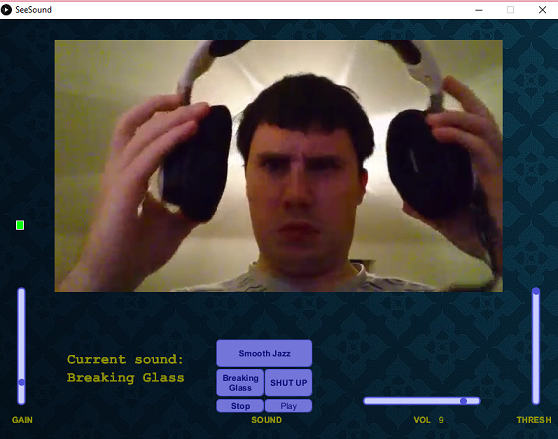 SeeSound
Current sound:
Breaking Glass
Smooth Jazz
Breaking
Glass
SHUT UP
Stop
Play
GAIN
SOUND
VOL 9
THRESH